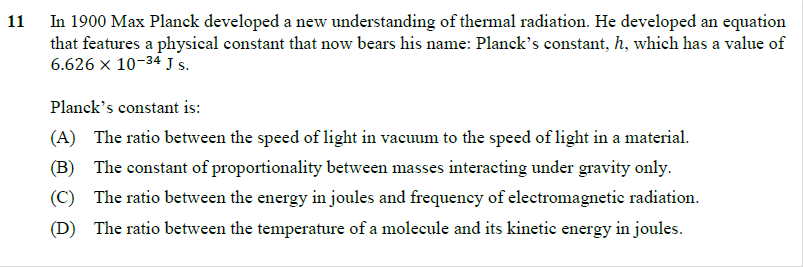 11 In 1900 Max Planck developed a new understanding of thermal radiation. He developed an equation
that features a physical constant that now bears his name: Planck's constant, h, which has a value of
6.626 × 10⁻³⁴ J s.
Planck's constant is:
(A) The ratio between the speed of light in vacuum to the speed of light in a material.
(B) The constant of proportionality between masses interacting under gravity only.
(C) The ratio between the energy in joules and frequency of electromagnetic radiation.
(D) The ratio between the temperature of a molecule and its kinetic energy in joules.